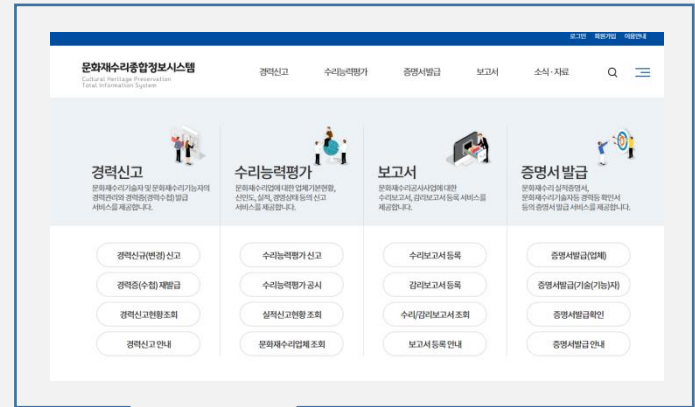 로그인 회원가입 이용안내
문화재수리종합정보시스템
Cultural Heritage Preservation
Total Information System
경력신고 수리능력평가 증명서발급 보고서 소식·자료
경력신고
문화재수리기술자 및 문화재수리기능자의
경력관리와 경력증(경력수첩) 발급
서비스를 제공합니다.
수리능력평가
문화재수리업에 대한 업체기본현황,
신인도, 실적, 경영상태 등의 신고
서비스를 제공합니다.
보고서
문화재수리공사사업에 대한
수리보고서, 감리보고서 등록 서비스를
제공합니다.
증명서 발급
문화재수리 실적증명서,
문화재수리기술자등 경력등 확인서
등의 증명서 발급 서비스를 제공합니다.
경력신규(변경) 신고
경력증(수첩) 재발급
경력신고현황조회
경력신고 안내
수리능력평가 신고
수리능력평가 공시
실적신고현황 조회
문화재수리업체 조회
수리보고서 등록
감리보고서 등록
수리/감리보고서 조회
보고서 등록 안내
증명서발급(업체)
증명서발급(기술(기능)자)
증명서발급확인
증명서발급 안내